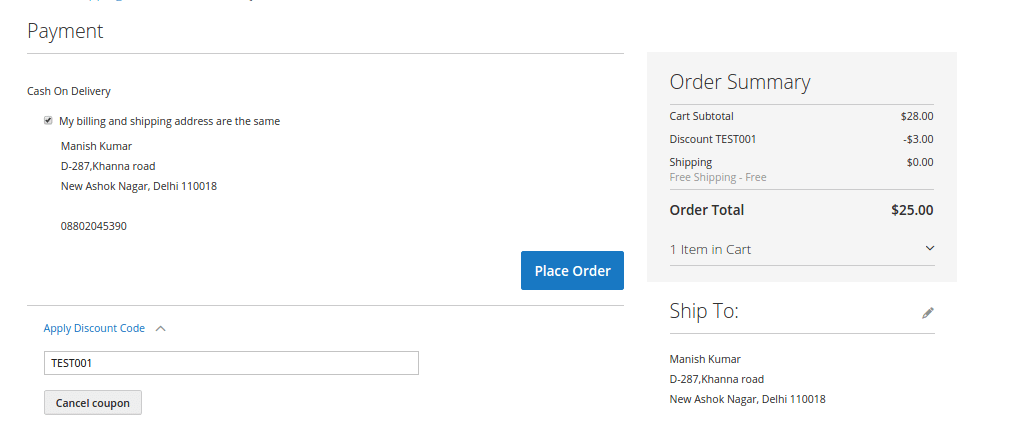 Payment
Cash On Delivery
My billing and shipping address are the same
Manish Kumar
D-287,Khanna road
New Ashok Nagar, Delhi 110018
08802045390
Place Order
Apply Discount Code
TEST001
Cancel coupon
Order Summary
Cart Subtotal $28.00
Discount TEST001 -$3.00
Shipping $0.00
Free Shipping - Free
Order Total $25.00
1 Item in Cart
Ship To:
Manish Kumar
D-287,Khanna road
New Ashok Nagar, Delhi 110018